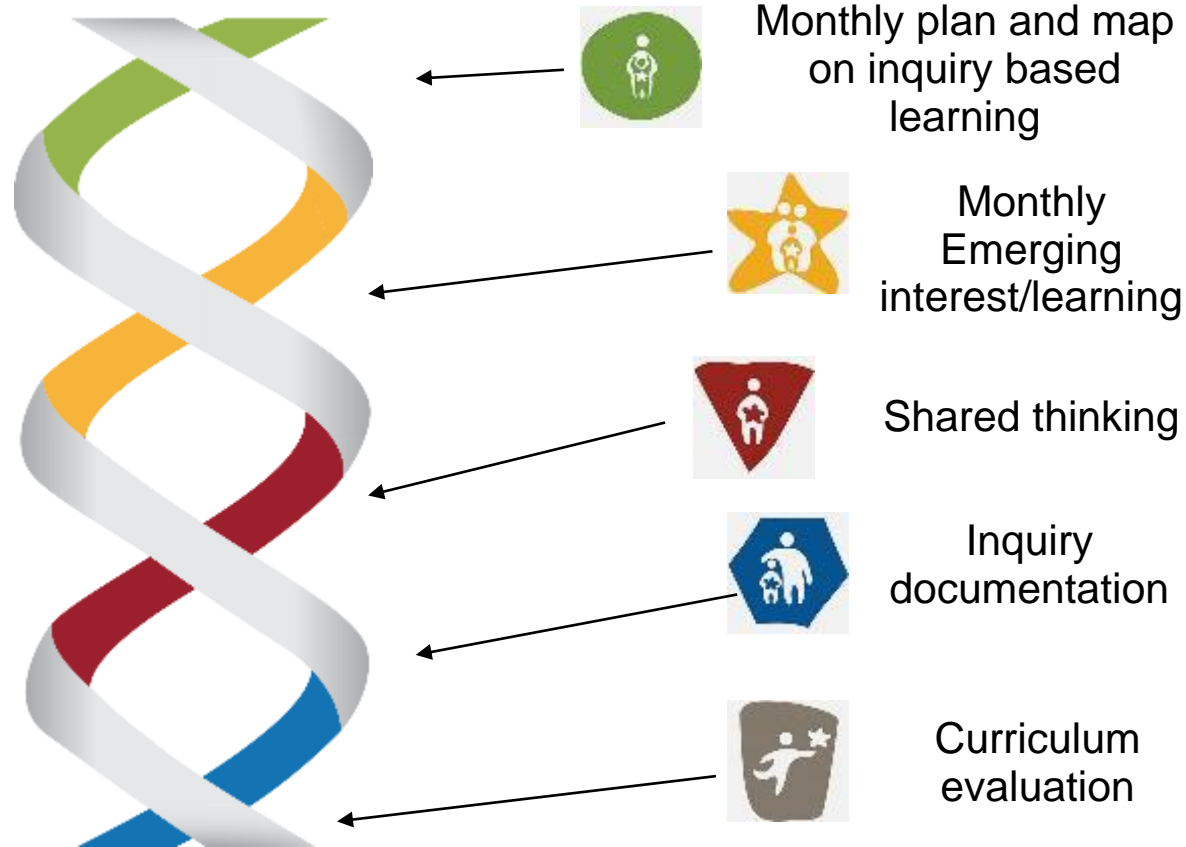 Monthly plan and map
on inquiry based
learning
Monthly
Emerging
interest/learning
Shared thinking
Inquiry
documentation
Curriculum
evaluation